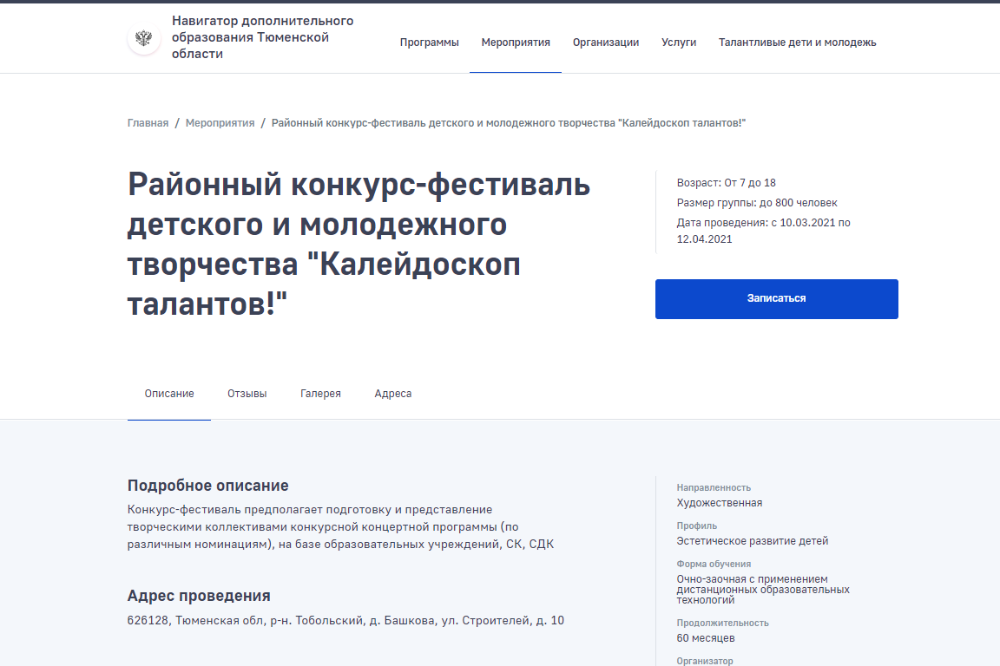 Навигатор дополнительного
образования Тюменской
области
Программы
Мероприятия
Организации
Услуги
Талантливые дети и молодежь
Главная / Мероприятия / Районный конкурс-фестиваль детского и молодежного творчества "Калейдоскоп талантов!"
Районный конкурс-фестиваль
детского и молодежного
творчества "Калейдоскоп
талантов!"
Возраст: От 7 до 18
Размер группы: до 800 человек
Дата проведения: с 10.03.2021 по
12.04.2021
Записаться
Описание
Отзывы
Галерея
Адреса
Подробное описание
Конкурс-фестиваль предполагает подготовку и представление
творческими коллективами конкурсной концертной программы (по
различным номинациям), на базе образовательных учреждений, СК, СДК
Адрес проведения
626128, Тюменская обл, р-н. Тобольский, д. Башкова, ул. Строителей, д. 10
Направленность
Художественная
Профиль
Эстетическое развитие детей
Форма обучения
Очно-заочная с применением
дистанционных образовательных
технологий
Продолжительность
60 месяцев
Организатор